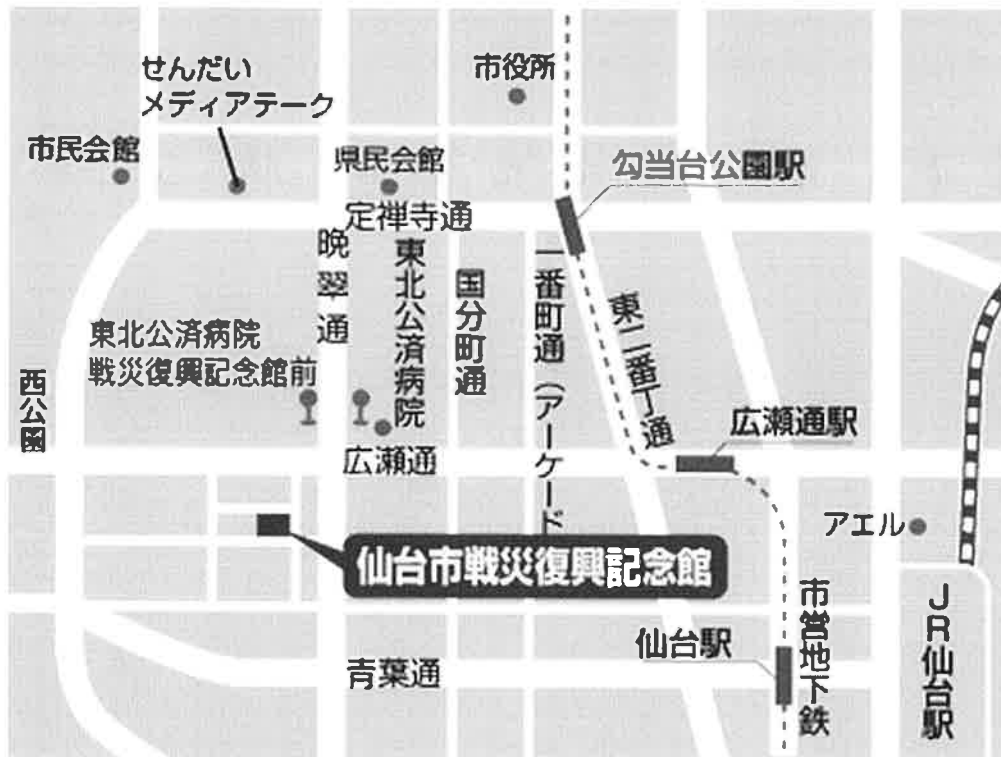 せんだい
メディアテーク
市役所
市民会館
県民会館
勾当台公園駅
定禅寺通
晩翠通
東北公済病院
国分町通
一番町通（アーケード
東二番丁通
東北公済病院
戦災復興記念館前
西公園
広瀬通駅
広瀬通
アエル
仙台市戦災復興記念館
仙台駅
市営地下鉄
JR仙台駅
青葉通